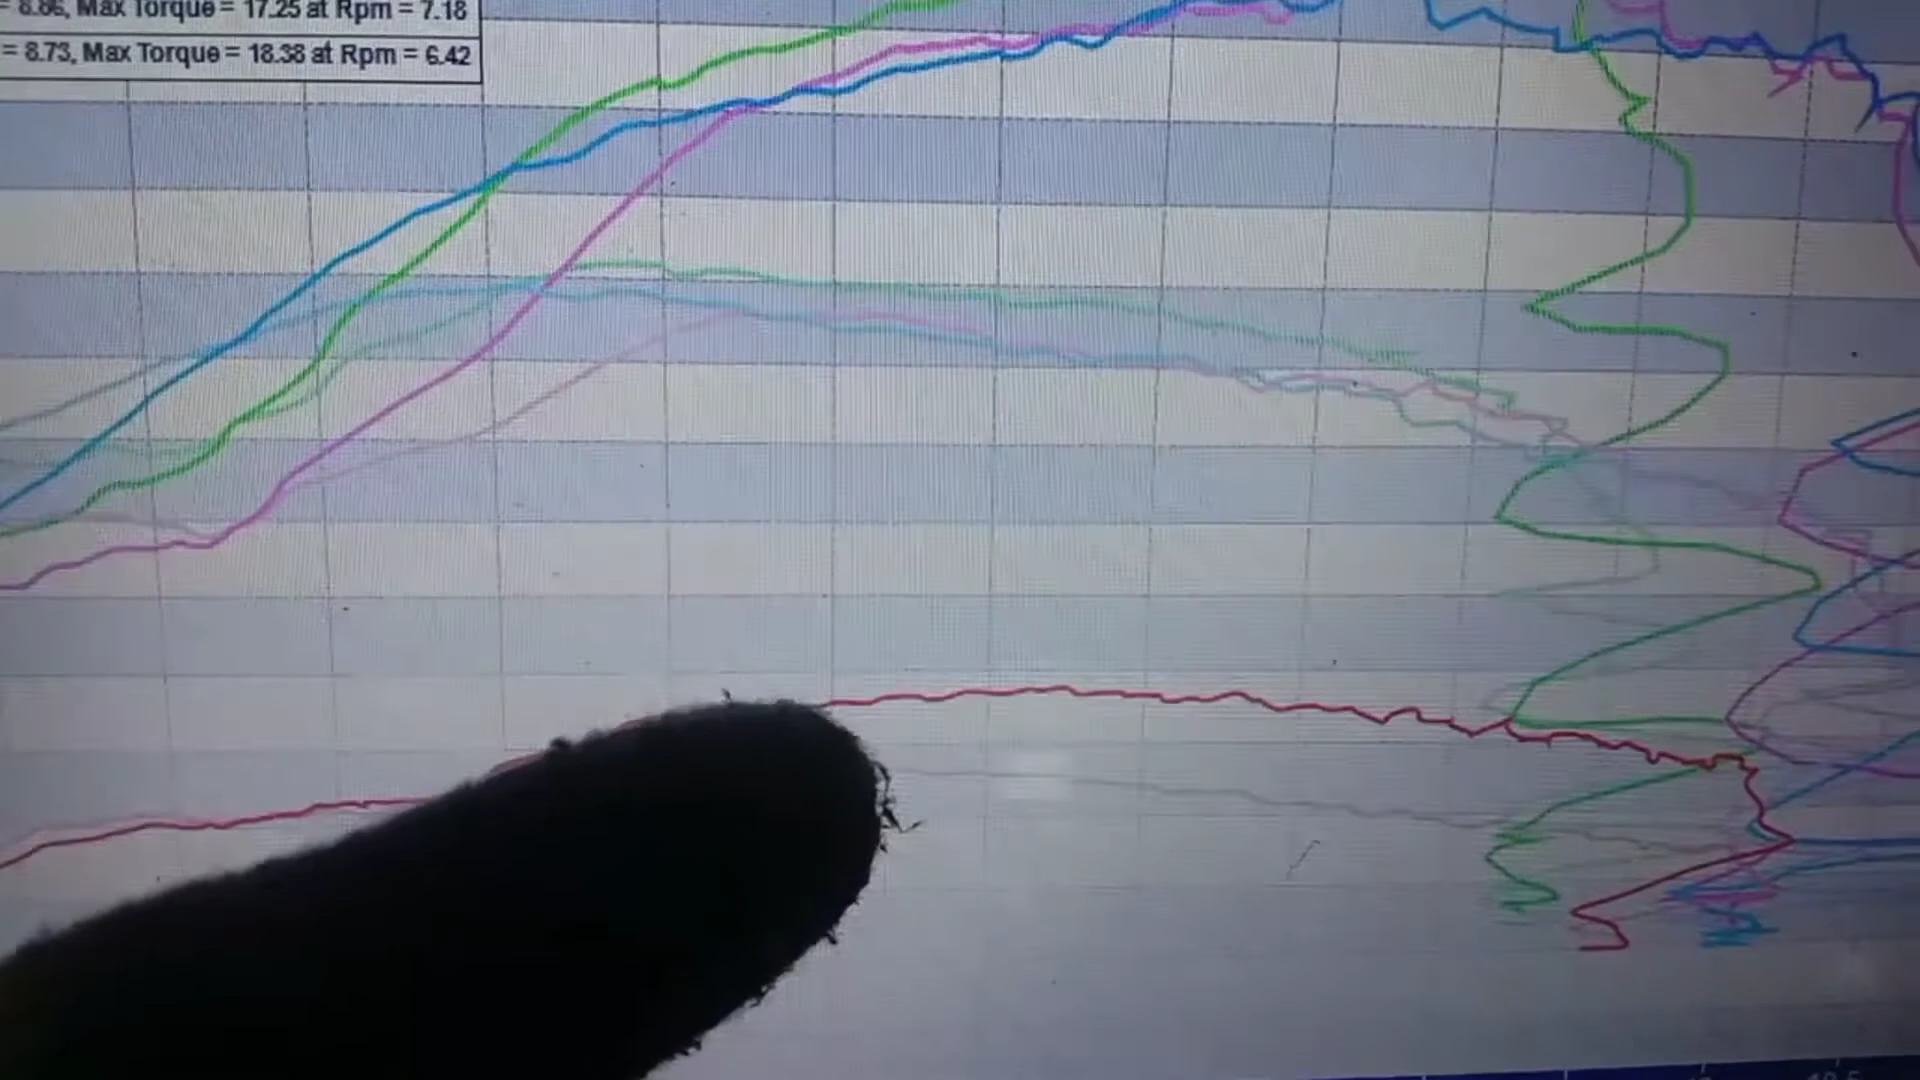 = 8.86, Max Torque = 17.25 at Rpm = 7.18
= 8.73, Max Torque = 18.38 at Rpm = 6.42